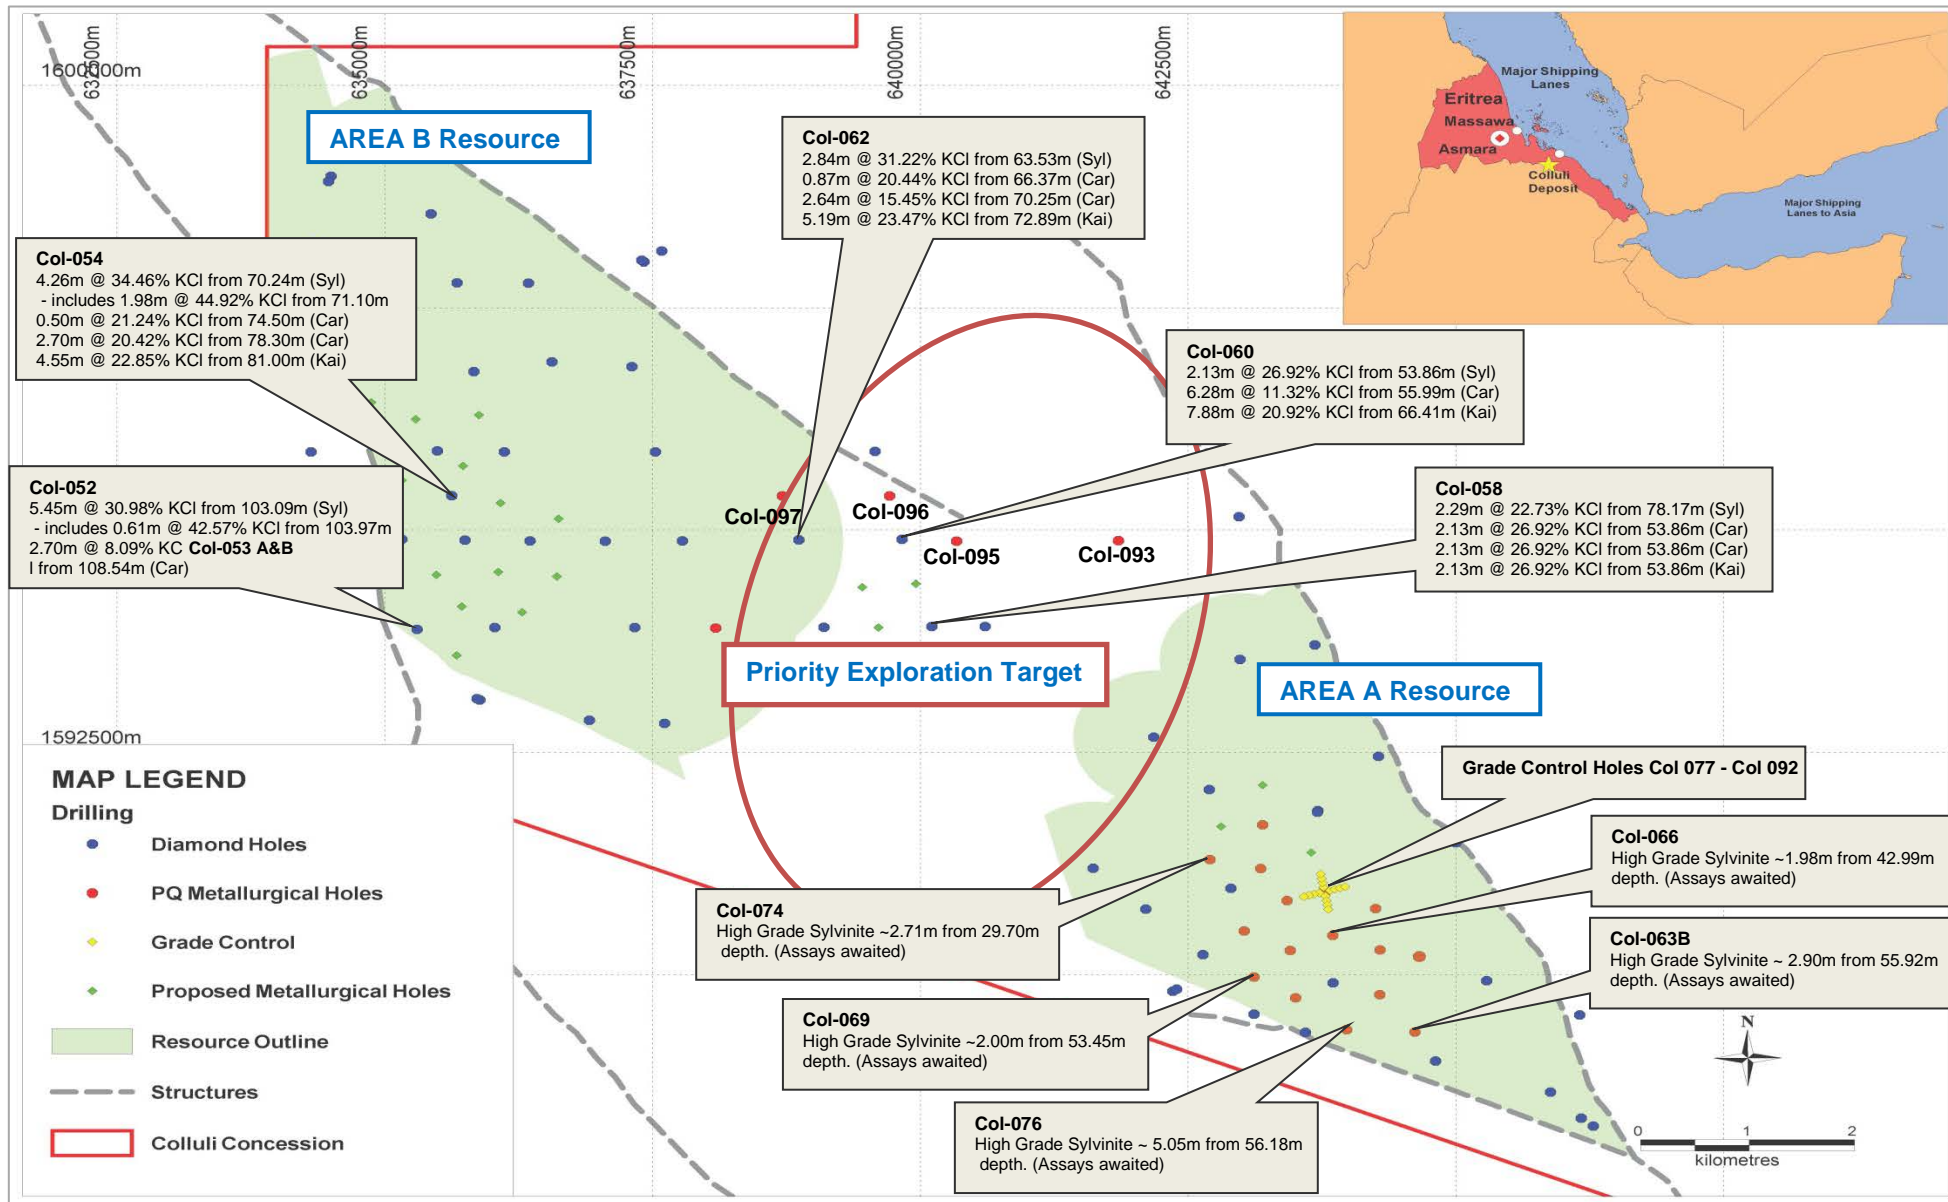 632500m
635000m
637500m
640000m
642500m
1600000m
AREA B Resource
Col-062
2.84m @ 31.22% KCl from 63.53m (Syl)
0.87m @ 20.44% KCl from 66.37m (Car)
2.64m @ 15.45% KCl from 70.25m (Car)
5.19m @ 23.47% KCl from 72.89m (Kai)
Major Shipping
Lanes
Eritrea
Massawa
Asmara
Colluli
Deposit
Major Shipping
Lanes to Asia
Col-054
4.26m @ 34.46% KCl from 70.24m (Syl)
- includes 1.98m @ 44.92% KCl from 71.10m
0.50m @ 21.24% KCl from 74.50m (Car)
2.70m @ 20.42% KCl from 78.30m (Car)
4.55m @ 22.85% KCl from 81.00m (Kai)
Col-060
2.13m @ 26.92% KCl from 53.86m (Syl)
6.28m @ 11.32% KCl from 55.99m (Car)
7.88m @ 20.92% KCl from 66.41m (Kai)
Col-052
5.45m @ 30.98% KCl from 103.09m (Syl)
- includes 0.61m @ 42.57% KCl from 103.97m
2.70m @ 8.09% KC Col-053 A&B
l from 108.54m (Car)
Col-058
2.29m @ 22.73% KCl from 78.17m (Syl)
2.13m @ 26.92% KCl from 53.86m (Car)
2.13m @ 26.92% KCl from 53.86m (Car)
2.13m @ 26.92% KCl from 53.86m (Kai)
Col-097
Col-096
Col-095
Col-093
Priority Exploration Target
AREA A Resource
1592500m
Grade Control Holes Col 077 - Col 092
Col-066
High Grade Sylvinite ~1.98m from 42.99m
depth. (Assays awaited)
Col-074
High Grade Sylvinite ~2.71m from 29.70m
depth. (Assays awaited)
Col-063B
High Grade Sylvinite ~ 2.90m from 55.92m
depth. (Assays awaited)
Col-069
High Grade Sylvinite ~2.00m from 53.45m
depth. (Assays awaited)
Col-076
High Grade Sylvinite ~ 5.05m from 56.18m
depth. (Assays awaited)
MAP LEGEND
Drilling
Diamond Holes
PQ Metallurgical Holes
Grade Control
Proposed Metallurgical Holes
Resource Outline
Structures
Colluli Concession
N
0 1 2
kilometres